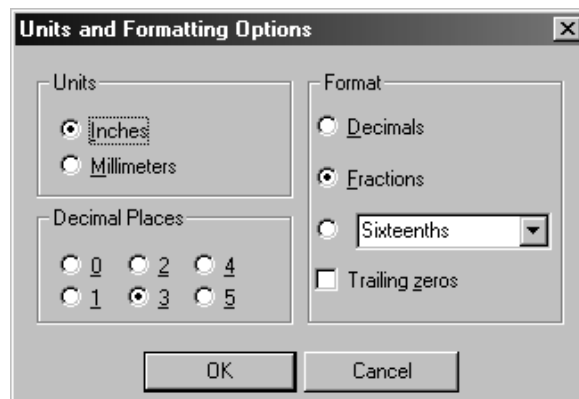 Units and Formatting Options
Units
Inches
Millimeters
Decimal Places
0 2 4
1 3 5
Format
Decimals
Fractions
Sixteenths
Trailing zeros
OK Cancel